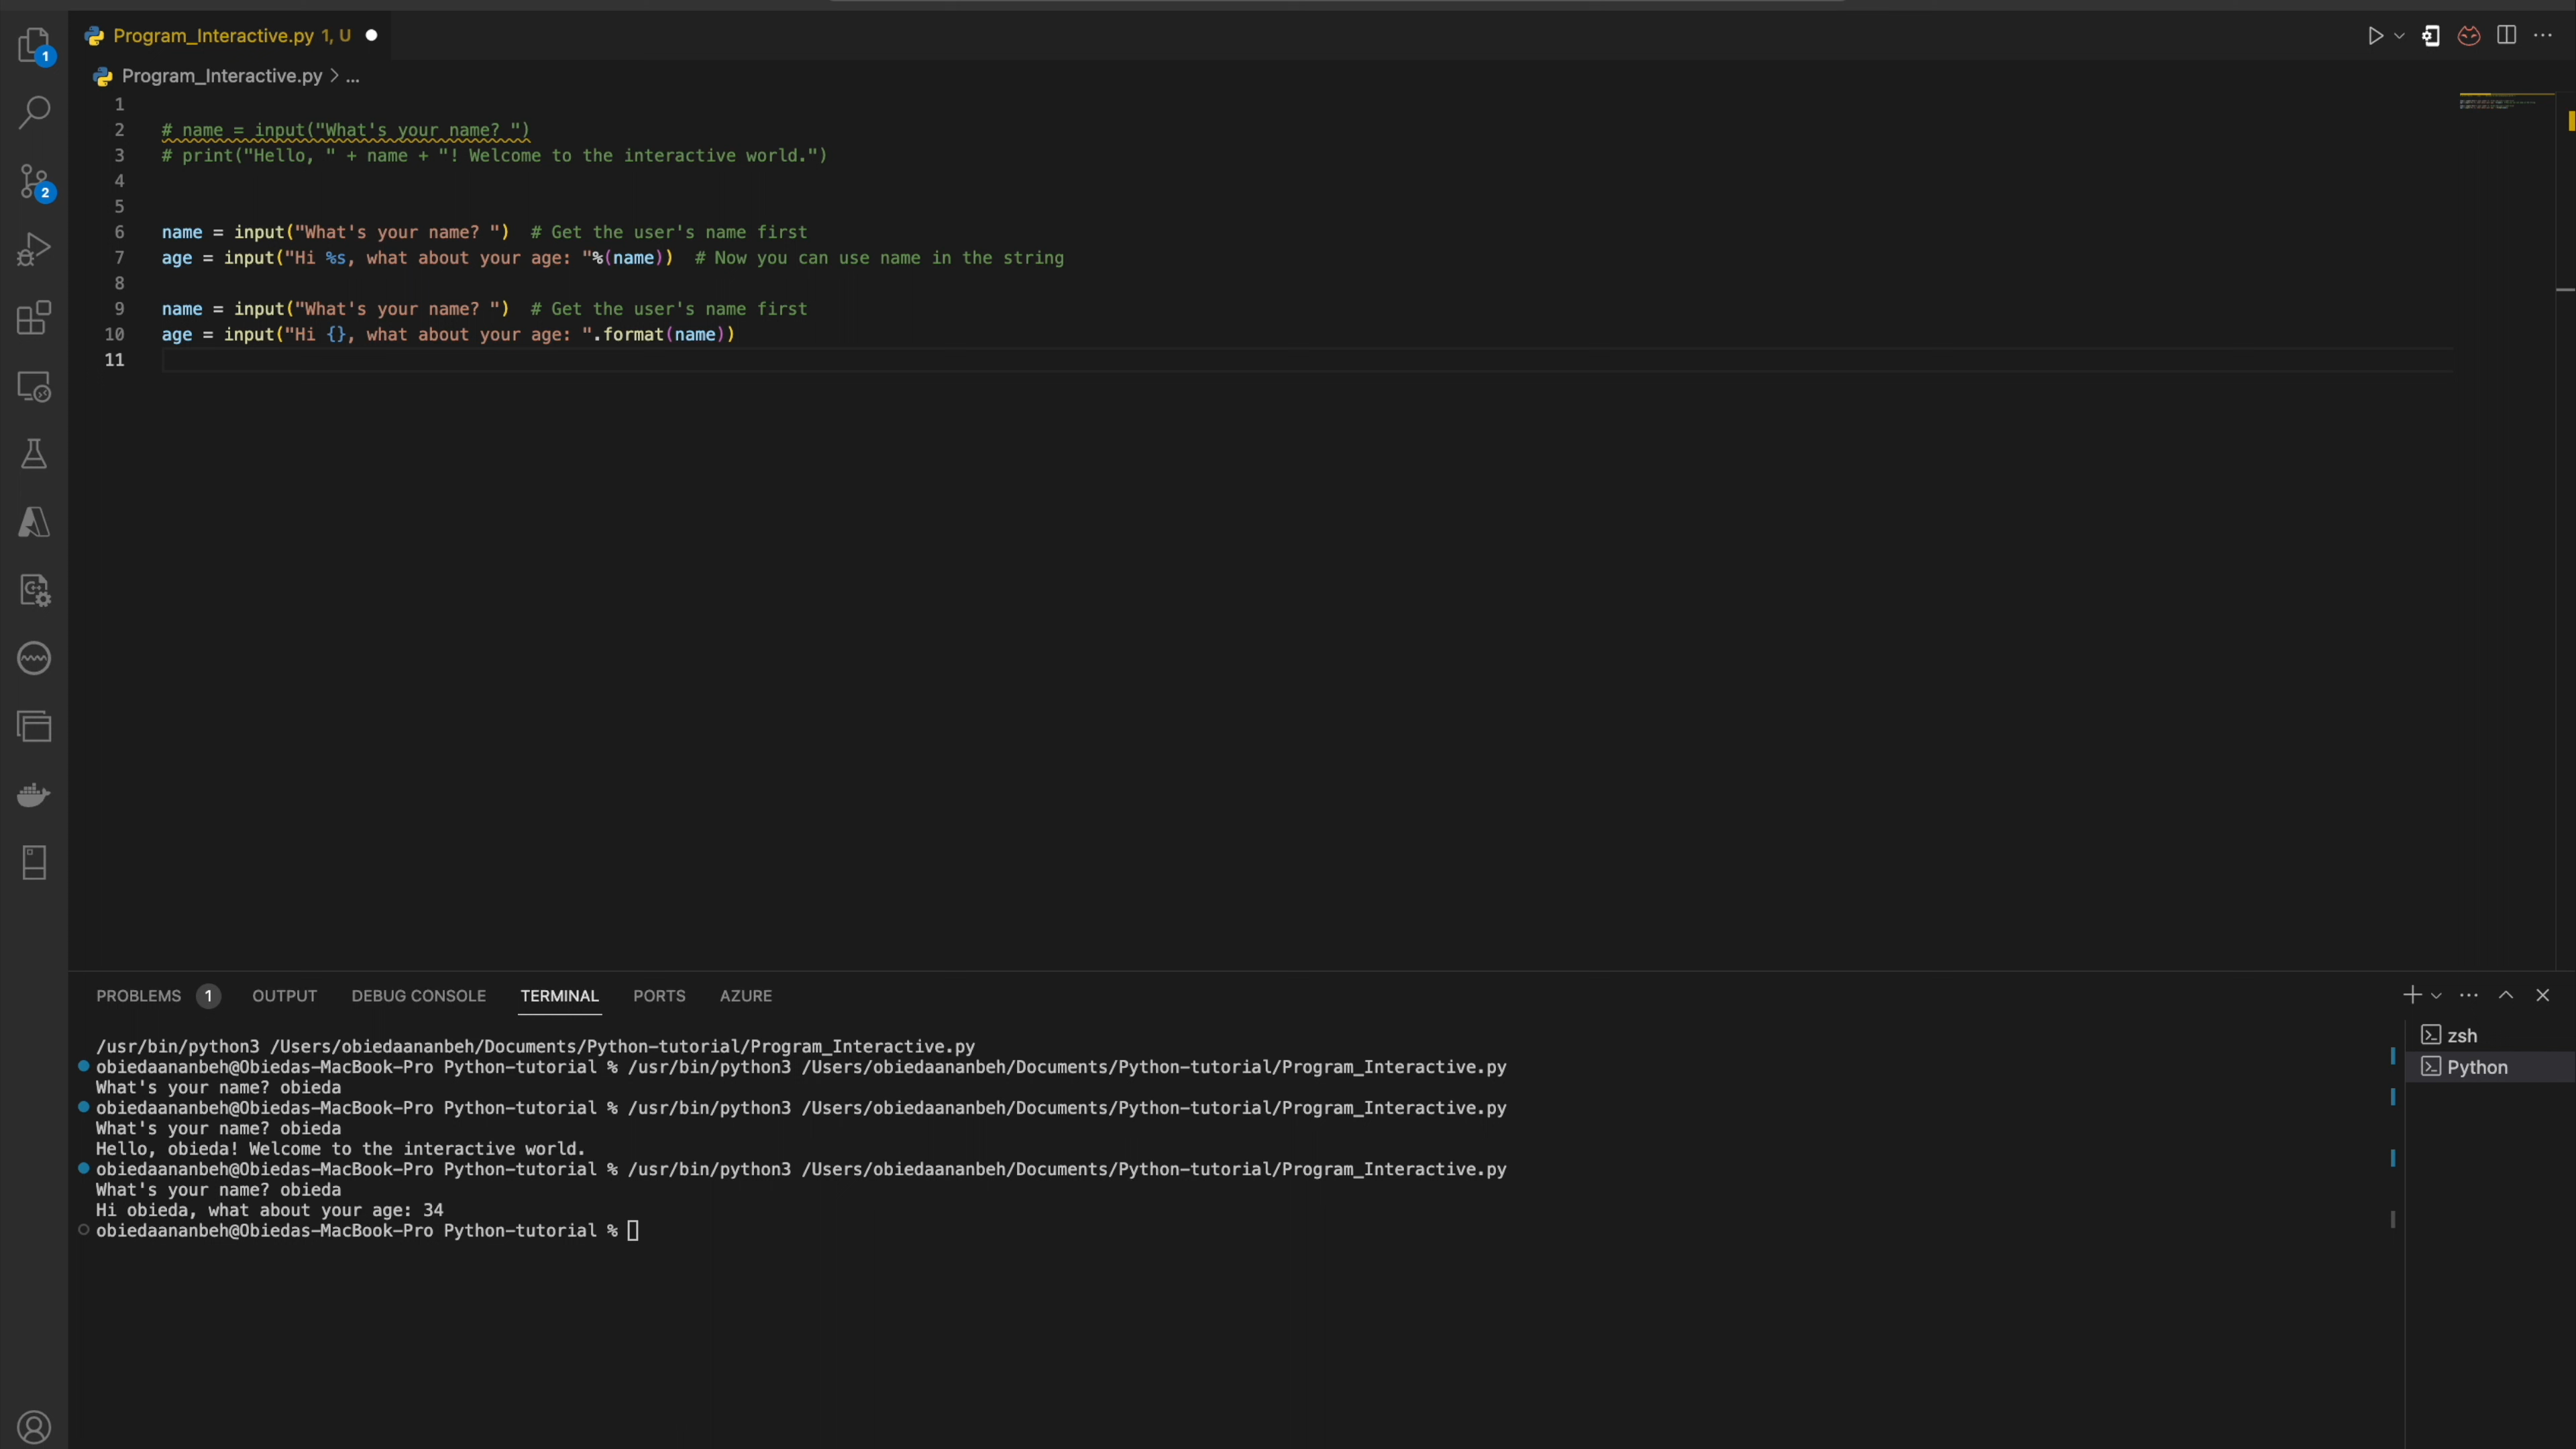 Program_Interactive.py 1, U
1
Program_Interactive.py > ...
1
2 # name = input("What's your name? ")
3 # print("Hello, " + name + "! Welcome to the interactive world.")
4
5
2
6 name = input("What's your name? ")  # Get the user's name first
7 age = input("Hi %s, what about your age: "%(name))  # Now you can use name in the string
8
9 name = input("What's your name? ")  # Get the user's name first
10 age = input("Hi {}, what about your age: ".format(name))
11
PROBLEMS 1 OUTPUT DEBUG CONSOLE TERMINAL PORTS AZURE
zsh
Python
/usr/bin/python3 /Users/obiedaananbeh/Documents/Python-tutorial/Program_Interactive.py
obiedaananbeh@Obiedas-MacBook-Pro Python-tutorial % /usr/bin/python3 /Users/obiedaananbeh/Documents/Python-tutorial/Program_Interactive.py
What's your name? obieda
obiedaananbeh@Obiedas-MacBook-Pro Python-tutorial % /usr/bin/python3 /Users/obiedaananbeh/Documents/Python-tutorial/Program_Interactive.py
What's your name? obieda
Hello, obieda! Welcome to the interactive world.
obiedaananbeh@Obiedas-MacBook-Pro Python-tutorial % /usr/bin/python3 /Users/obiedaananbeh/Documents/Python-tutorial/Program_Interactive.py
What's your name? obieda
Hi obieda, what about your age: 34
obiedaananbeh@Obiedas-MacBook-Pro Python-tutorial %